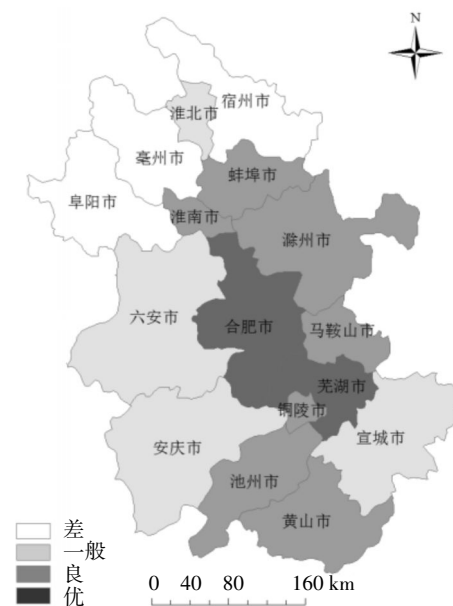 N
宿州市
淮北市
亳州市
蚌埠市
阜阳市
淮南市
滁州市
六安市
合肥市
马鞍山市
芜湖市
铜陵市
宣城市
安庆市
池州市
黄山市
差
一般
良
优
0 40 80 160 km